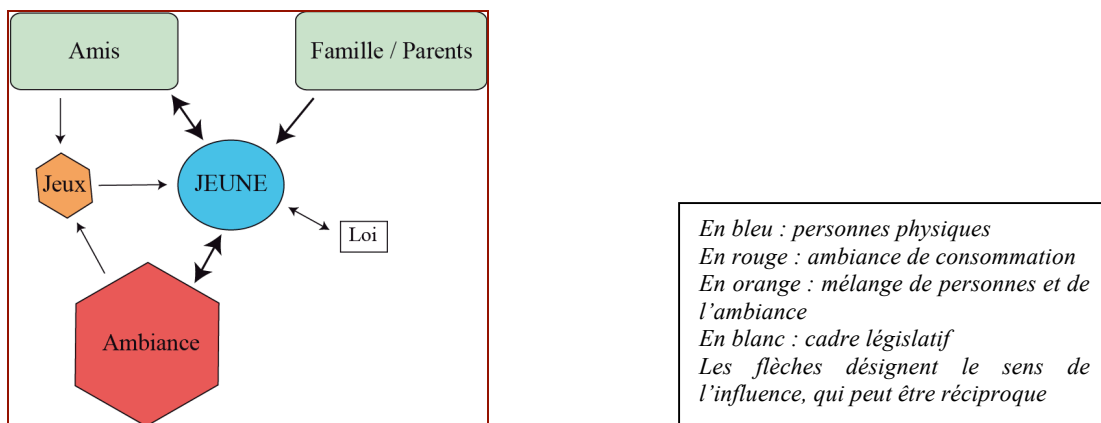 Amis
Famille / Parents
Jeux
JEUNE
Loi
Ambiance
En bleu : personnes physiques
En rouge : ambiance de consommation
En orange : mélange de personnes et de
l'ambiance
En blanc : cadre législatif
Les flèches désignent le sens de
l'influence, qui peut être réciproque